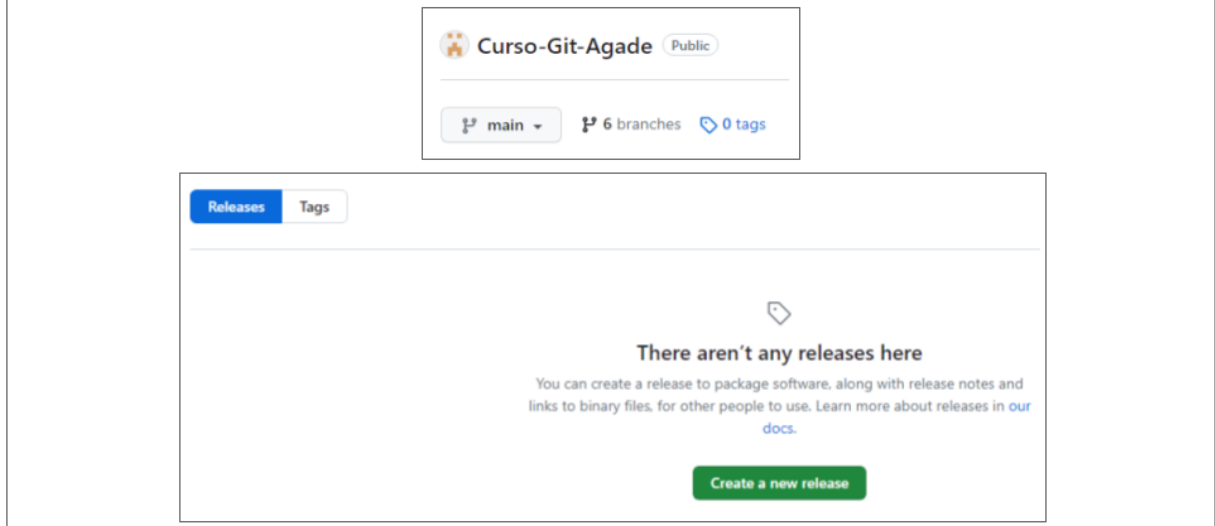 Curso-Git-Agade Public
main 6 branches 0 tags
Releases Tags
There aren't any releases here
You can create a release to package software, along with release notes and
links to binary files, for other people to use. Learn more about releases in our
docs.
Create a new release